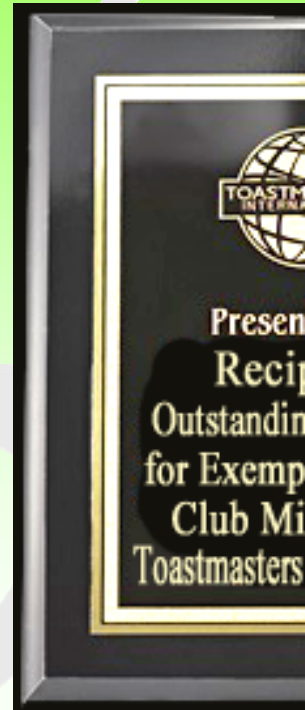 TOASTM
INTERNA
Presen
Recip
Outstandin
for Exemp
Club Mi
Toastmasters